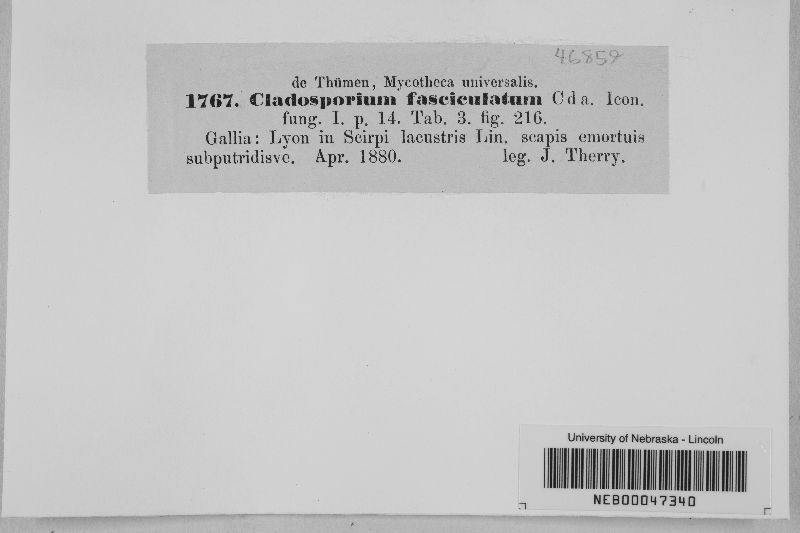 46859
de Thümen, Mycotheca universalis.
1767. Cladosporium fasciculatum Cda. Icon.
fung. I. p. 14. Tab. 3. fig. 216.
Gallia: Lyon in Scirpi lacustris Lin. scapis emortuis
subputridisve. Apr. 1880. leg. J. Therry.
University of Nebraska - Lincoln
NEB00047340